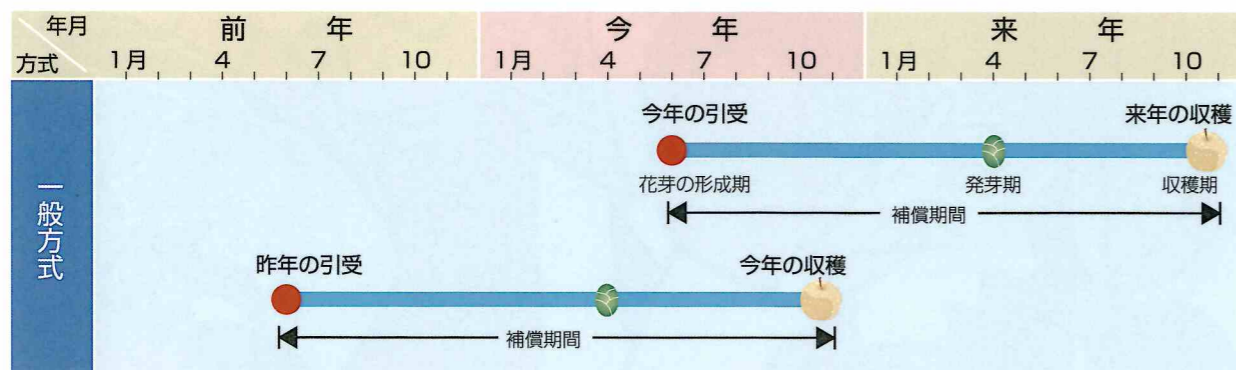 年月
方式
前年
今年
来年
1月 4 7 10 1月 4 7 10 1月 4 7 10
一般方式
今年の引受 来年の収穫
花芽の形成期 発芽期 収穫期
補償期間
昨年の引受 今年の収穫
補償期間